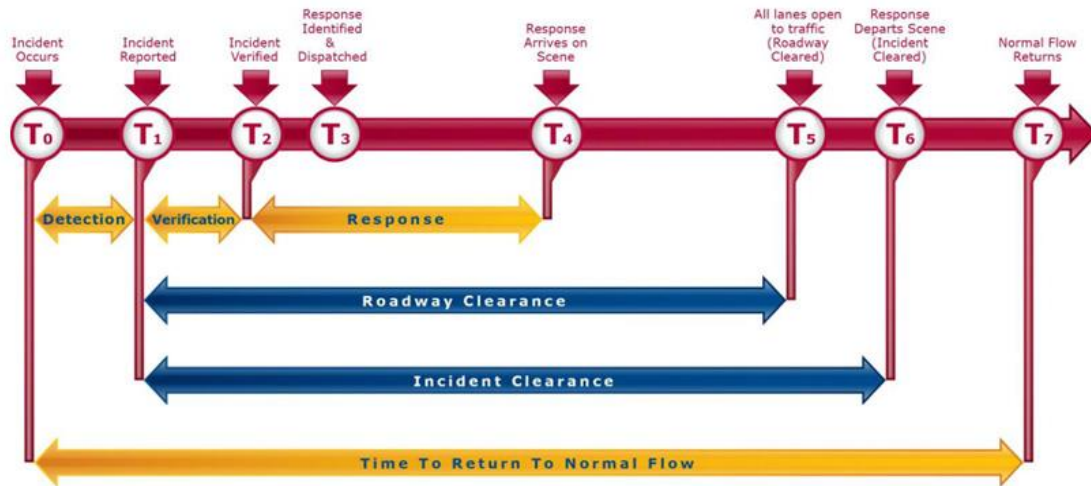 Incident
Occurs
Incident
Reported
Incident
Verified
Response
Identified
&
Dispatched
Response
Arrives on
Scene
All lanes open
to traffic
(Roadway
Cleared)
Response
Departs Scene
(Incident
Cleared)
Normal Flow
Returns
T0
T1
T2
T3
T4
T5
T6
T7
Detection
Verification
Response
Roadway Clearance
Incident Clearance
Time To Return To Normal Flow